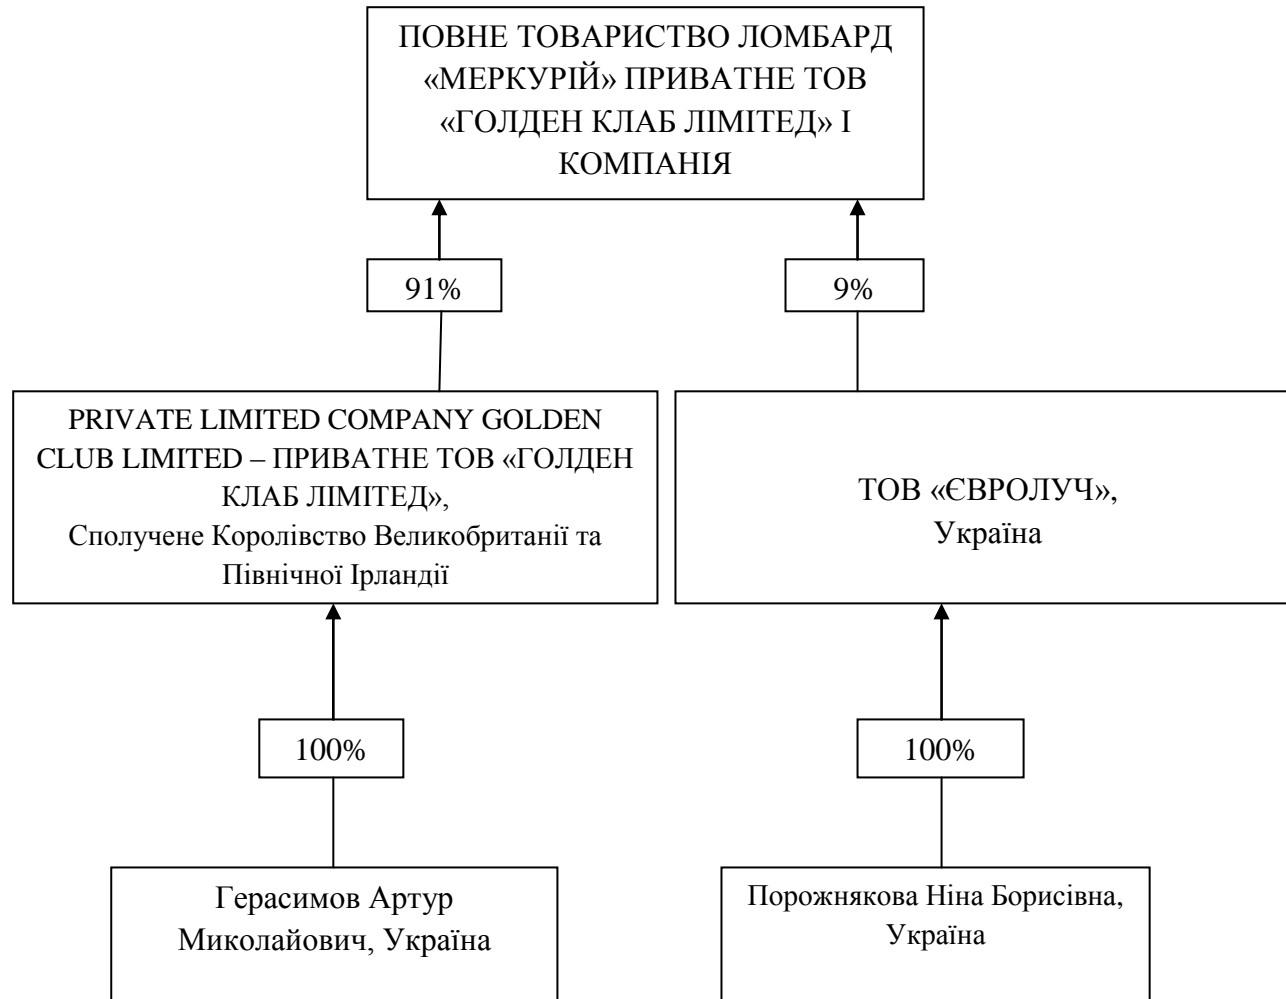 ПОВНЕ ТОВАРИСТВО ЛОМБАРД
«МЕРКУРІЙ» ПРИВАТНЕ ТОВ
«ГОЛДЕН КЛАБ ЛІМІТЕД» І
КОМПАНІЯ
91%
9%
PRIVATE LIMITED COMPANY GOLDEN
CLUB LIMITED – ПРИВАТНЕ ТОВ «ГОЛДЕН
КЛАБ ЛІМІТЕД»,
Сполучене Королівство Великобританії та
Північної Ірландії
ТОВ «ЄВРОЛУЧ»,
Україна
100%
100%
Герасимов Артур
Миколайович, Україна
Порожнякова Ніна Борисівна,
Україна